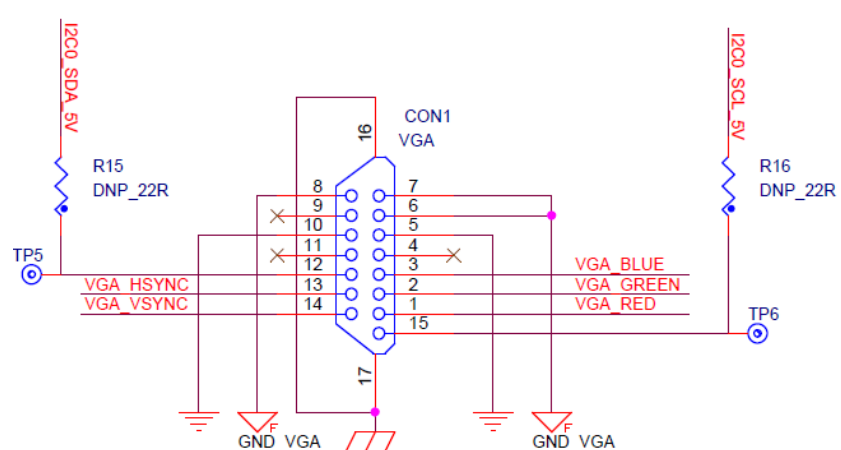 I2C0_SDA_5V
I2C0_SCL_5V
R15
DNP_22R
R16
DNP_22R
CON1
VGA
16
8
9
10
11
12
13
14
7
6
5
4
3
2
1
15
17
TP5
VGA_HSYNC
VGA_VSYNC
VGA_BLUE
VGA_GREEN
VGA_RED
TP6
F
GND_VGA
F
GND_VGA